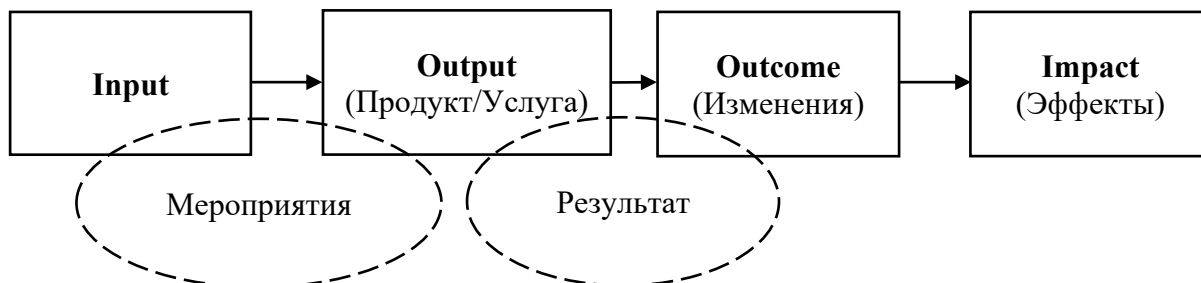 Input
Output
(Продукт/Услуга)
Outcome
(Изменения)
Impact
(Эффекты)
Мероприятия
Результат